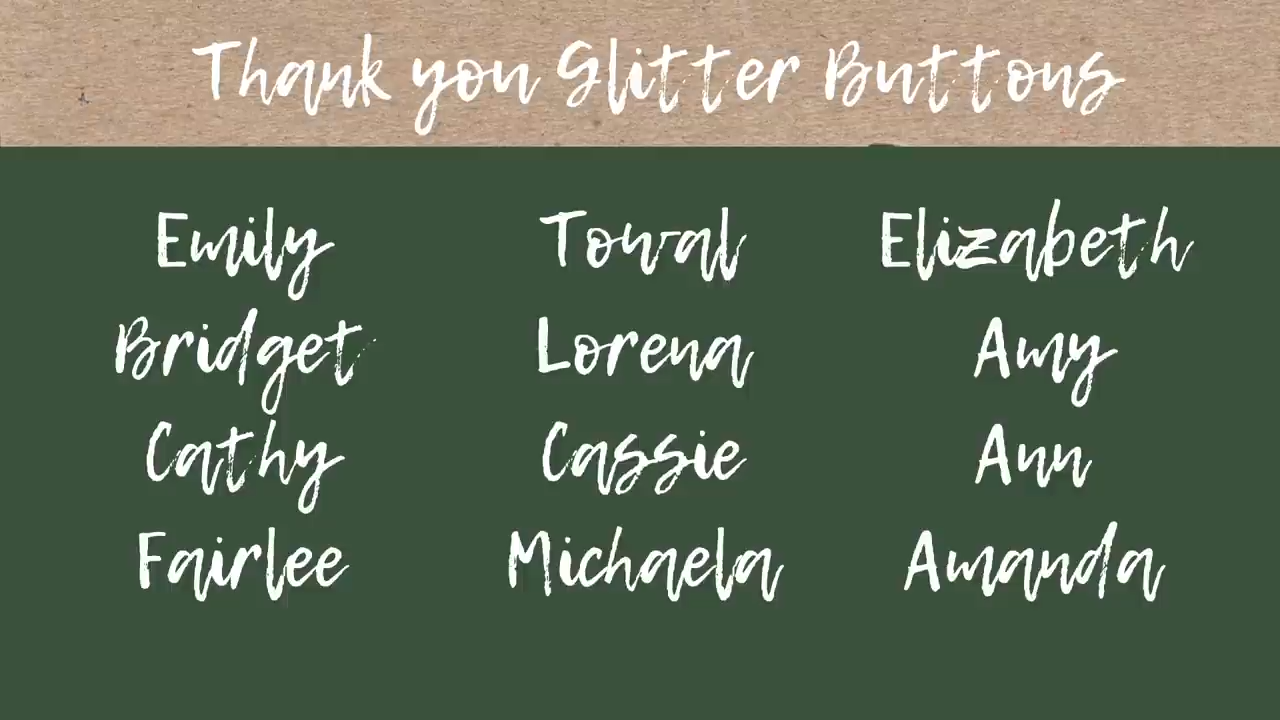 Thank you Glitter Buttons
Emily Towal Elizabeth
Bridget Lorena Amy
Cathy Cassie Ann
Fairlee Michaela Amanda